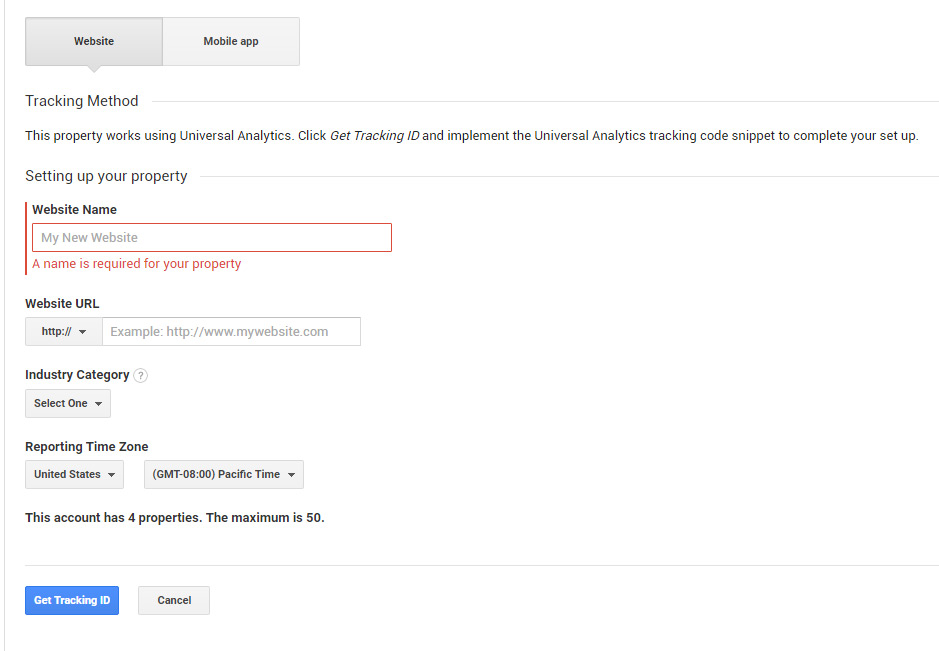 Website
Mobile app
Tracking Method
This property works using Universal Analytics. Click Get Tracking ID and implement the Universal Analytics tracking code snippet to complete your set up.
Setting up your property
Website Name
My New Website
A name is required for your property
Website URL
http://
Example: http://www.mywebsite.com
Industry Category ?
Select One
Reporting Time Zone
United States
(GMT-08:00) Pacific Time
This account has 4 properties. The maximum is 50.
Get Tracking ID
Cancel